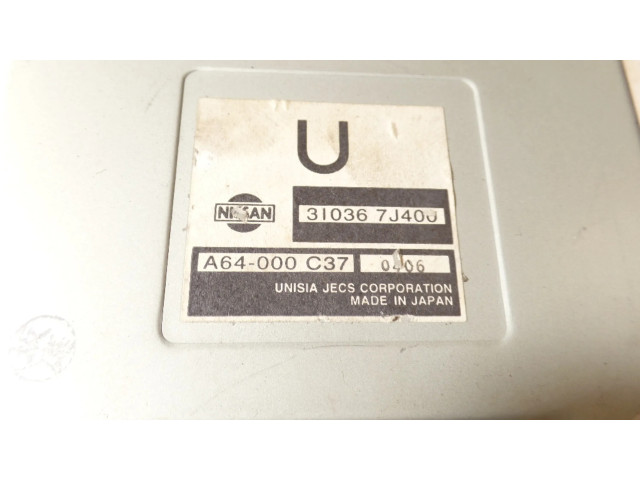 U
NISSAN
31036 7J400
A64-000 C37
0406
UNISIA JECS CORPORATION
MADE IN JAPAN